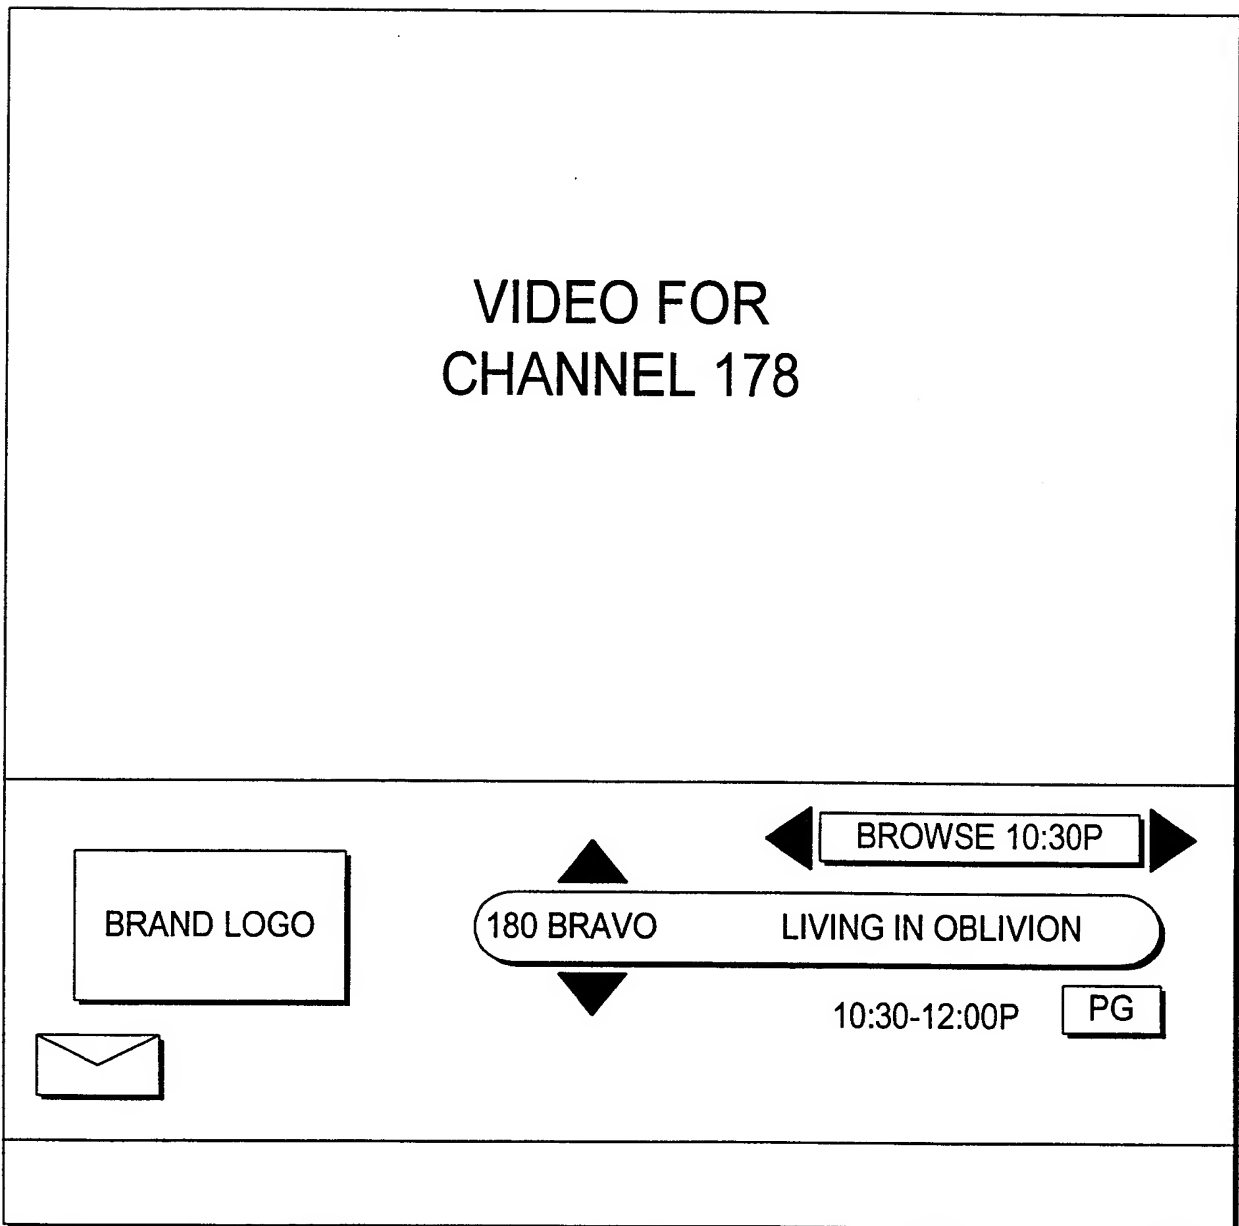 VIDEO FOR
CHANNEL 178
BROWSE 10:30P
BRAND LOGO
180 BRAVO LIVING IN OBLIVION
10:30-12:00P PG